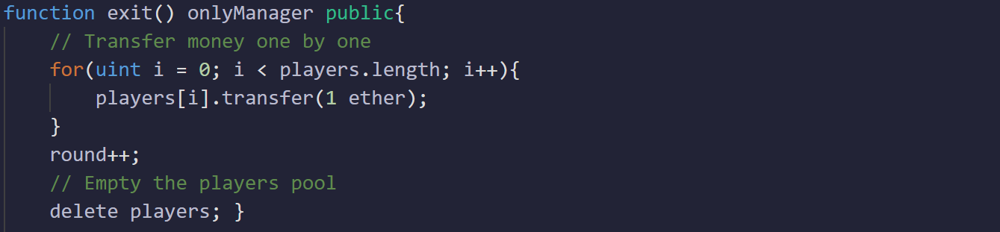 function exit() onlyManager public{
    // Transfer money one by one
    for(uint i = 0; i < players.length; i++){
        players[i].transfer(1 ether);
    }
    round++;
    // Empty the players pool
    delete players; }